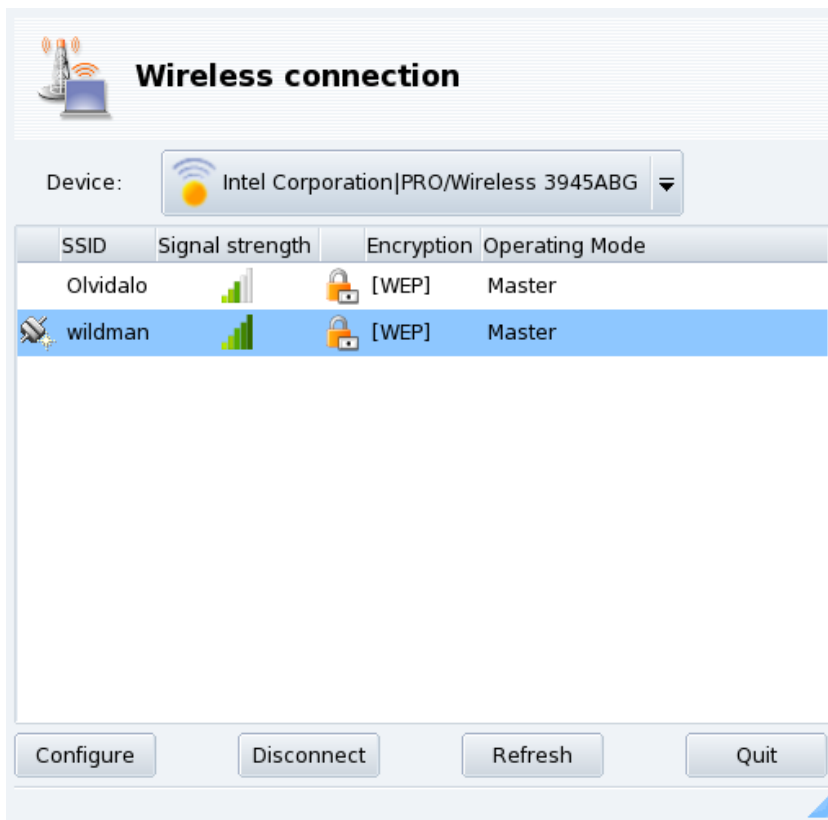 Wireless connection
Device: Intel Corporation|PRO/Wireless 3945ABG
SSID Signal strength Encryption Operating Mode
Olvidalo [WEP] Master
wildman [WEP] Master
Configure Disconnect Refresh Quit